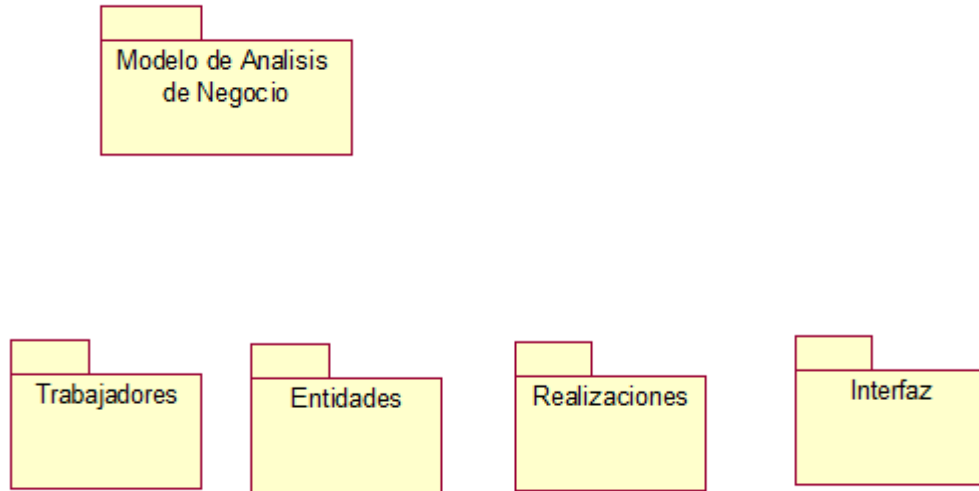 Modelo de Analisis
de Negocio
Trabajadores
Entidades
Realizaciones
Interfaz